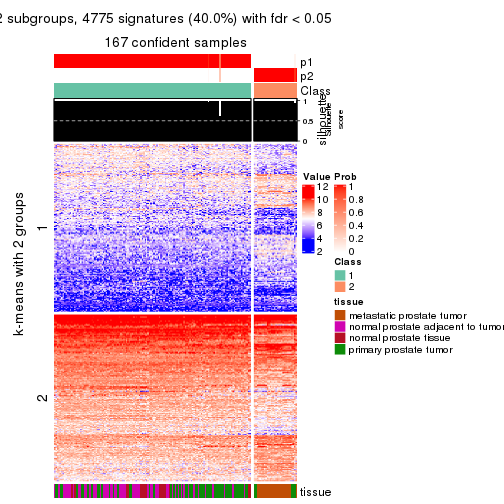 2 subgroups, 4775 signatures (40.0%) with fdr < 0.05
167 confident samples
p1
p2
Class
silhouette
silhouette
score
1
0.5
0
k-means with 2 groups
1
2
Value
12
10
8
6
4
2
Prob
1
0.8
0.6
0.4
0.2
0
Class
1
2
tissue
metastatic prostate tumor
normal prostate adjacent to tumor
normal prostate tissue
primary prostate tumor
tissue